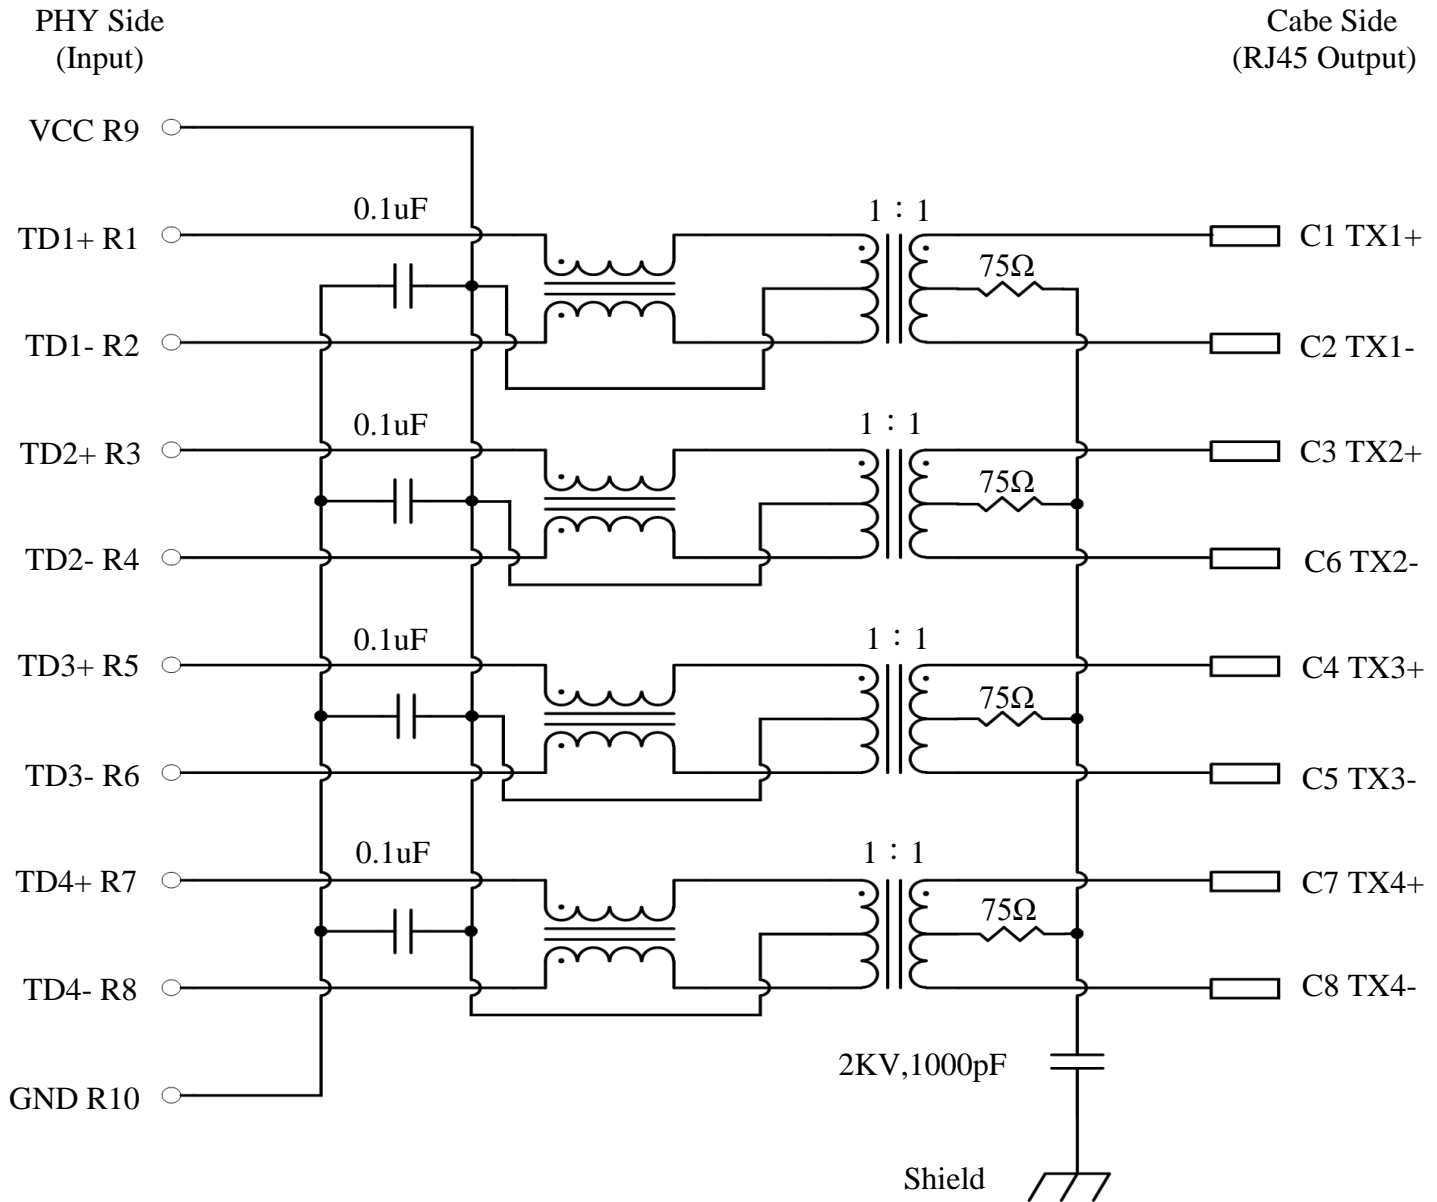 PHY Side
(Input)
Cabe Side
(RJ45 Output)
VCC R9
TD1+ R1
0.1uF
1 : 1
75Ω
C1 TX1+
TD1- R2
C2 TX1-
TD2+ R3
0.1uF
1 : 1
75Ω
C3 TX2+
TD2- R4
C6 TX2-
TD3+ R5
0.1uF
1 : 1
75Ω
C4 TX3+
TD3- R6
C5 TX3-
TD4+ R7
0.1uF
1 : 1
75Ω
C7 TX4+
TD4- R8
C8 TX4-
2KV,1000pF
GND R10
Shield